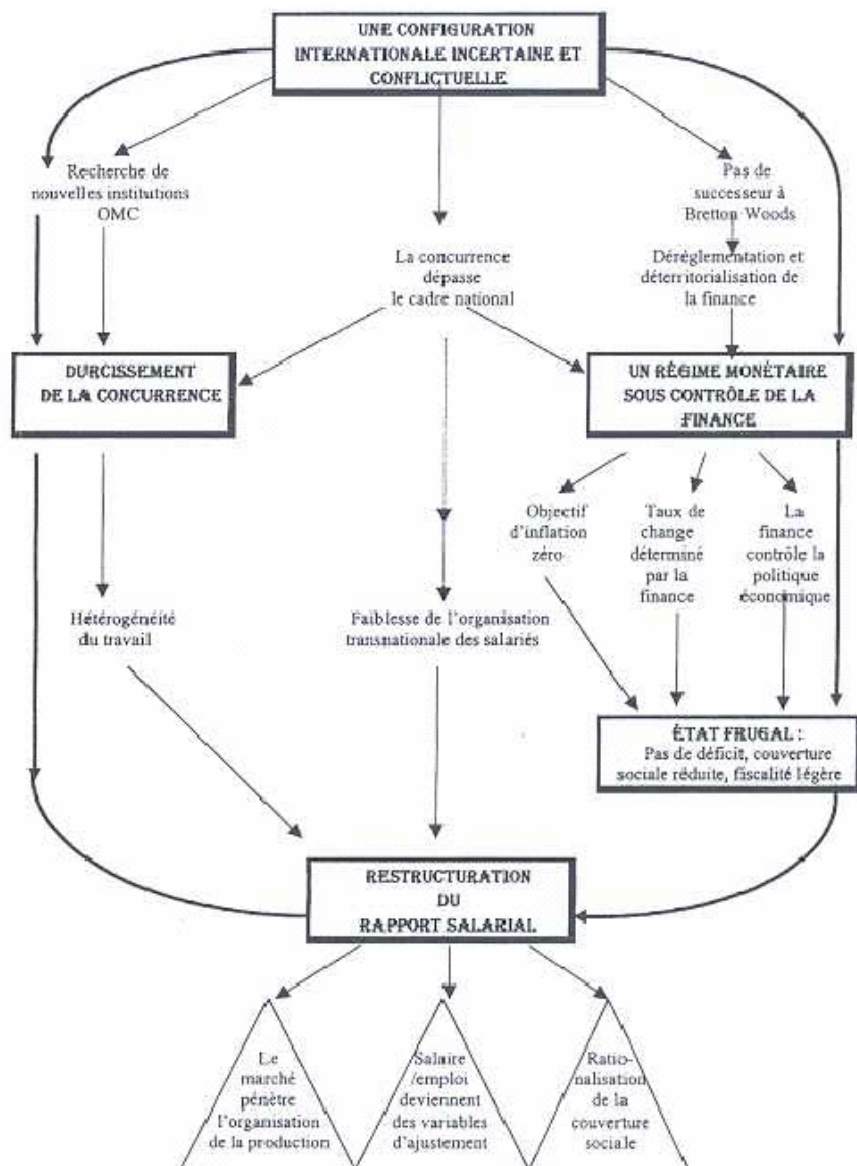 UNE CONFIGURATION
INTERNATIONALE INCERTAINE ET
CONFLICTUELLE
Recherche de
nouvelles institutions
OMC
Pas de
successeur à
Bretton-Woods
La concurrence
dépasse
le cadre national
Dérèglementation et
déterritorialisation de
la finance
DURCISSEMENT
DE LA CONCURRENCE
UN RÉGIME MONÉTAIRE
SOUS CONTRÔLE DE LA
FINANCE
Objectif
d'inflation
zéro
Taux de
change
déterminé
par la
finance
La
finance
contrôle la
politique
économique
Hétérogénéité
du travail
Faiblesse de l'organisation
transnationale des salariés
ÉTAT FRUGAL :
Pas de déficit, couverture
sociale réduite, fiscalité légère
RESTRUCTURATION
DU
RAPPORT SALARIAL
Le
marché
pénètre
l'organisation
de la production
Salaire
/emploi
deviennent
des variables
d'ajustement
Ratio-
nalisation
de la
couverture
sociale